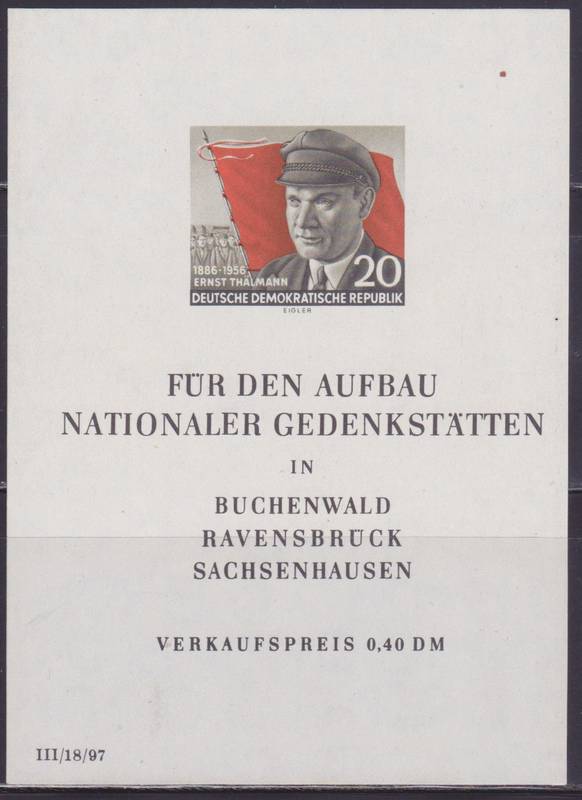 1886-1956
ERNST THÄLMANN
20
DEUTSCHE DEMOKRATISCHE REPUBLIK
EIGLER
FÜR DEN AUFBAU
NATIONALER GEDENKSTÄTTEN
IN
BUCHENWALD
RAVENSBRÜCK
SACHSENHAUSEN
VERKAUFSPREIS 0,40 DM
III/18/97